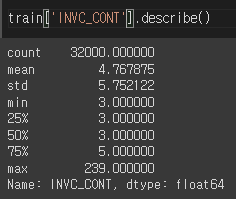 train['INVC_CONT'].describe()
count 32000.000000
mean 4.767875
std 5.752122
min 3.000000
25% 3.000000
50% 3.000000
75% 5.000000
max 239.000000
Name: INVC_CONT, dtype: float64